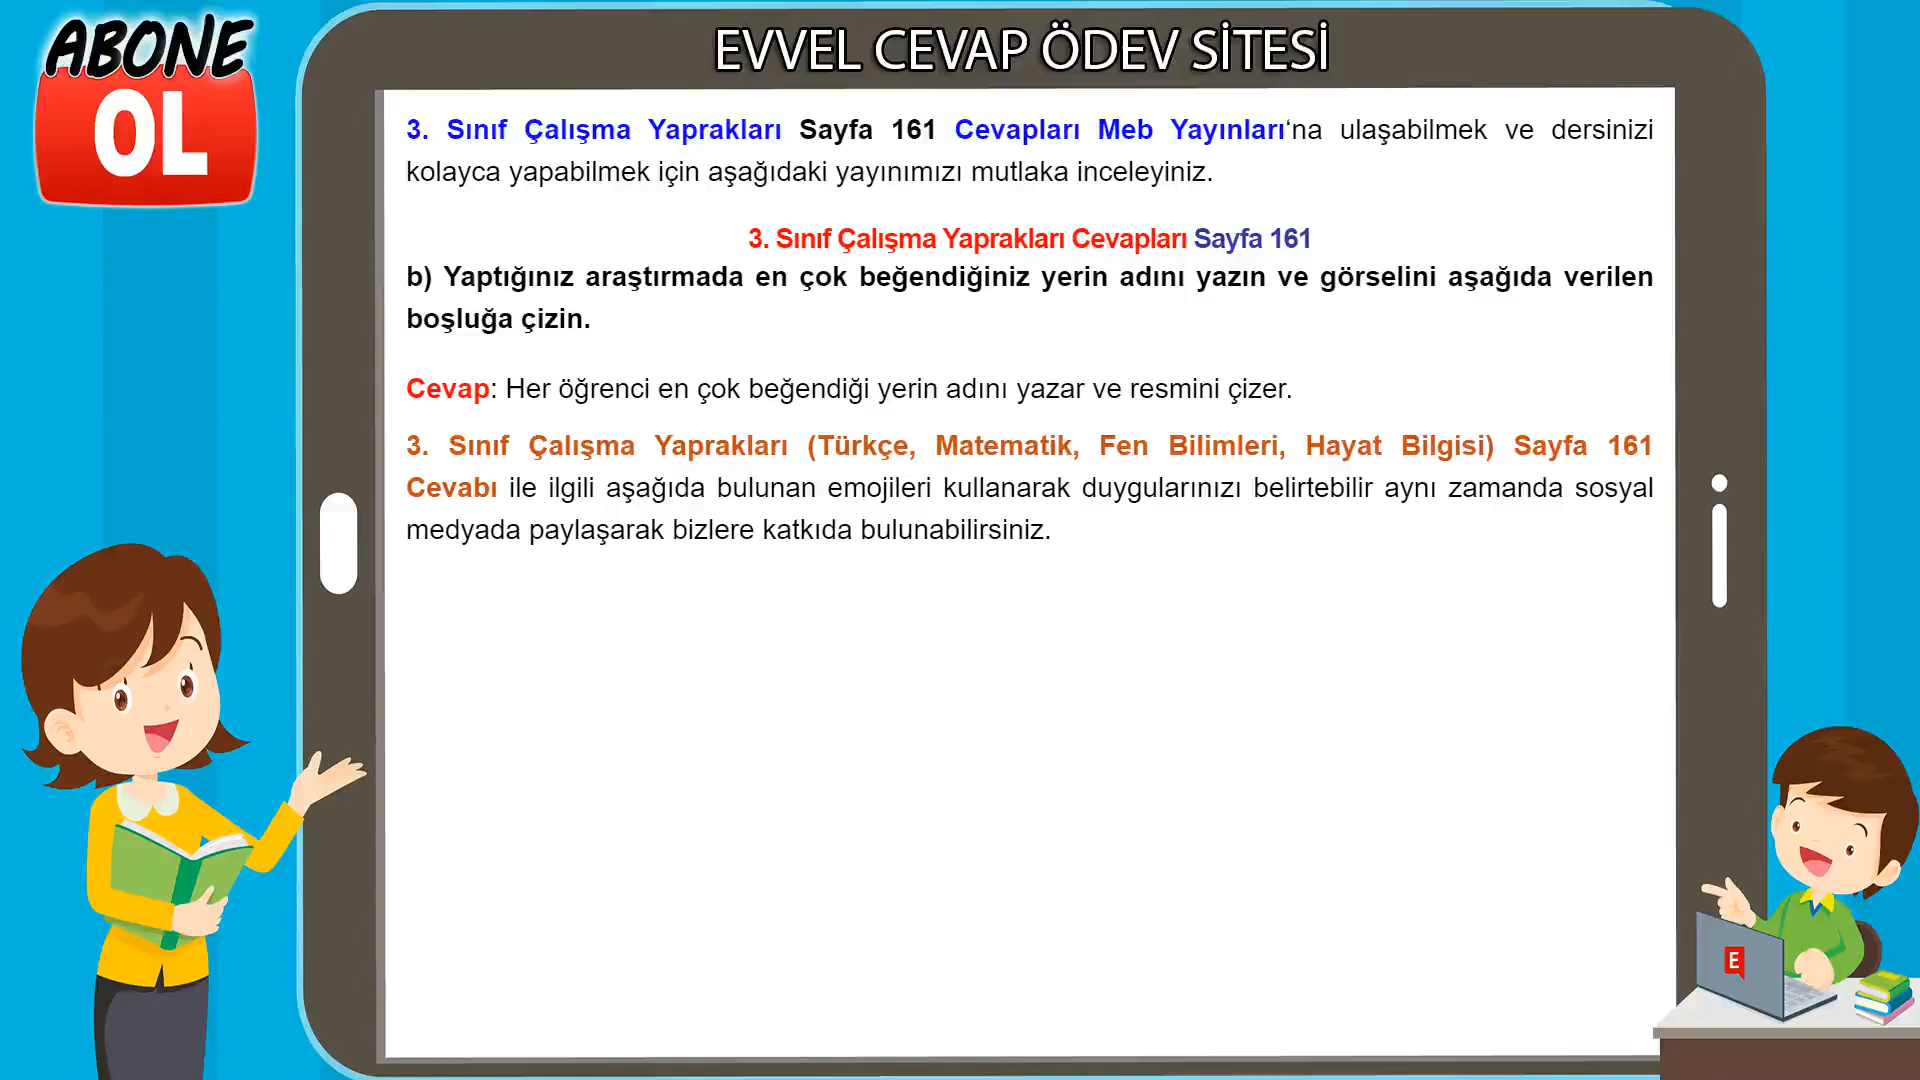 ABONE
OL
EVVEL CEVAP ÖDEV SİTESİ
3. Sınıf Çalışma Yaprakları Sayfa 161 Cevapları Meb Yayınları‘na ulaşabilmek ve dersinizi
kolayca yapabilmek için aşağıdaki yayınımızı mutlaka inceleyiniz.
3. Sınıf Çalışma Yaprakları Cevapları Sayfa 161
b) Yaptığınız araştırmada en çok beğendiğiniz yerin adını yazın ve görselini aşağıda verilen
boşluğa çizin.
Cevap: Her öğrenci en çok beğendiği yerin adını yazar ve resmini çizer.
3. Sınıf Çalışma Yaprakları (Türkçe, Matematik, Fen Bilimleri, Hayat Bilgisi) Sayfa 161
Cevabı ile ilgili aşağıda bulunan emojileri kullanarak duygularınızı belirtebilir aynı zamanda sosyal
medyada paylaşarak bizlere katkıda bulunabilirsiniz.
E